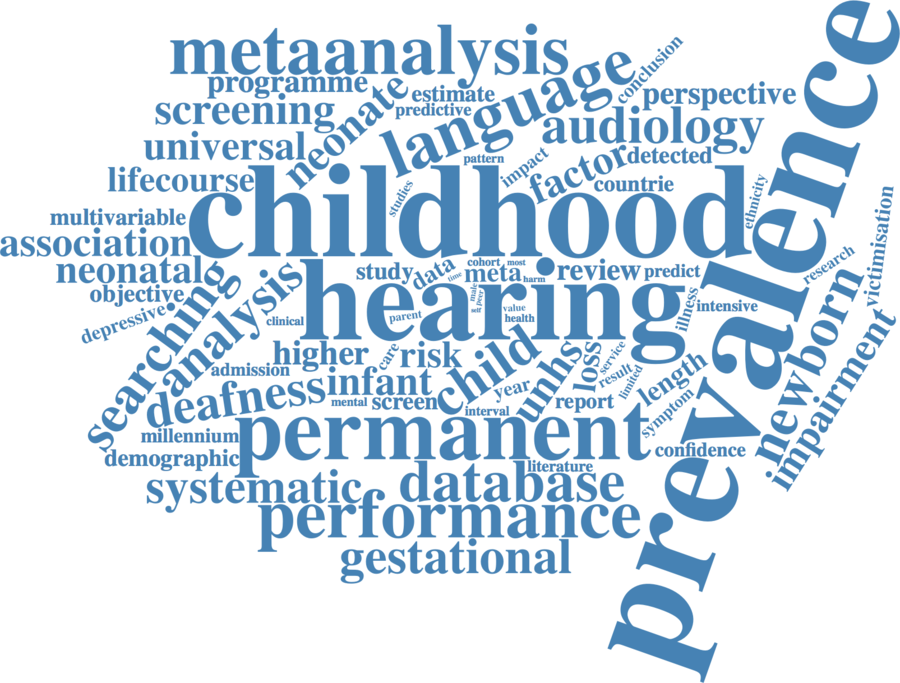 metaanalysis
programme
screening
universal
lifecourse
neonate
estimate
predictive
language
conclusion
perspective
audiology
pattern
impact
factor
detected
countrie
studies
childhood
prevalence
ethnicity
multivariable
association
neonatal
objective
depressive
searching
analysis
clinical
hearing
study
data
time
cohort
most
meta
harm
review
predict
male
peer
self
value
health
parent
illness
intensive
research
victimisation
newborn
impairment
higher
admission
care
risk
child
unhs
loss
service
result
limited
length
symptom
deafness
infant
mental
screen
year
interval
report
confidence
millennium
demographic
permanent
literature
systematic
database
performance
gestational